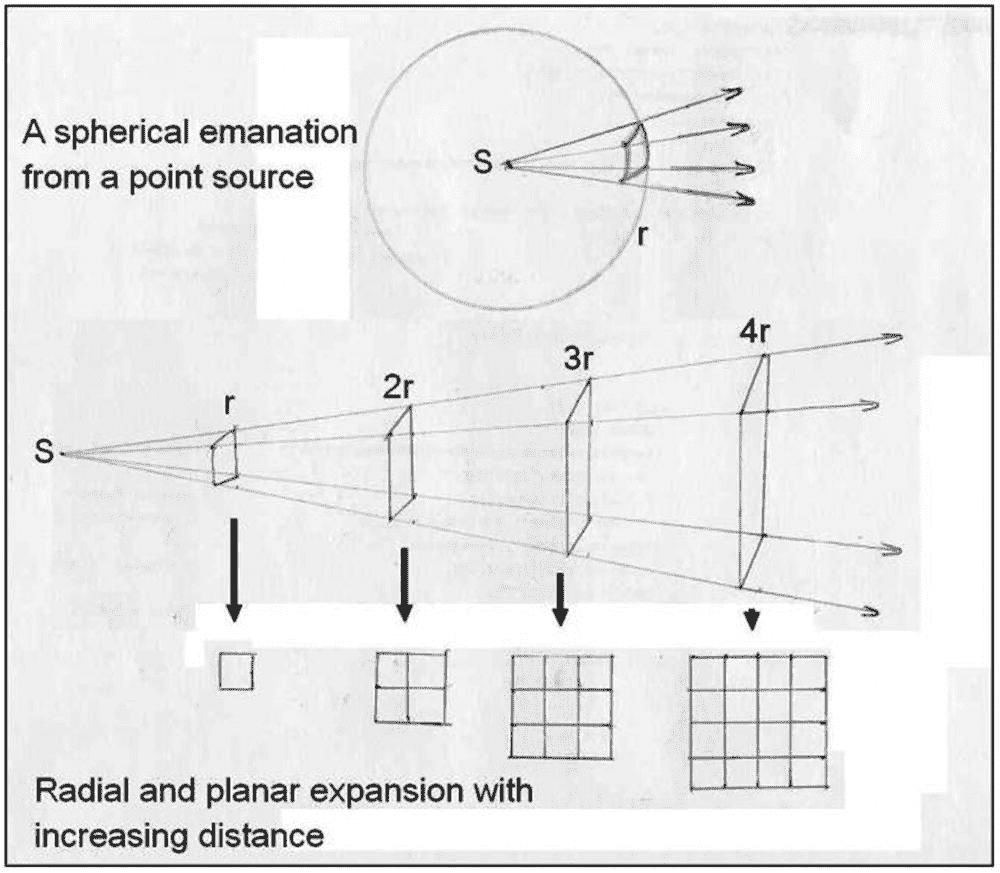 A spherical emanation
from a point source
S
r
S
r
2r
3r
4r
Radial and planar expansion with
increasing distance